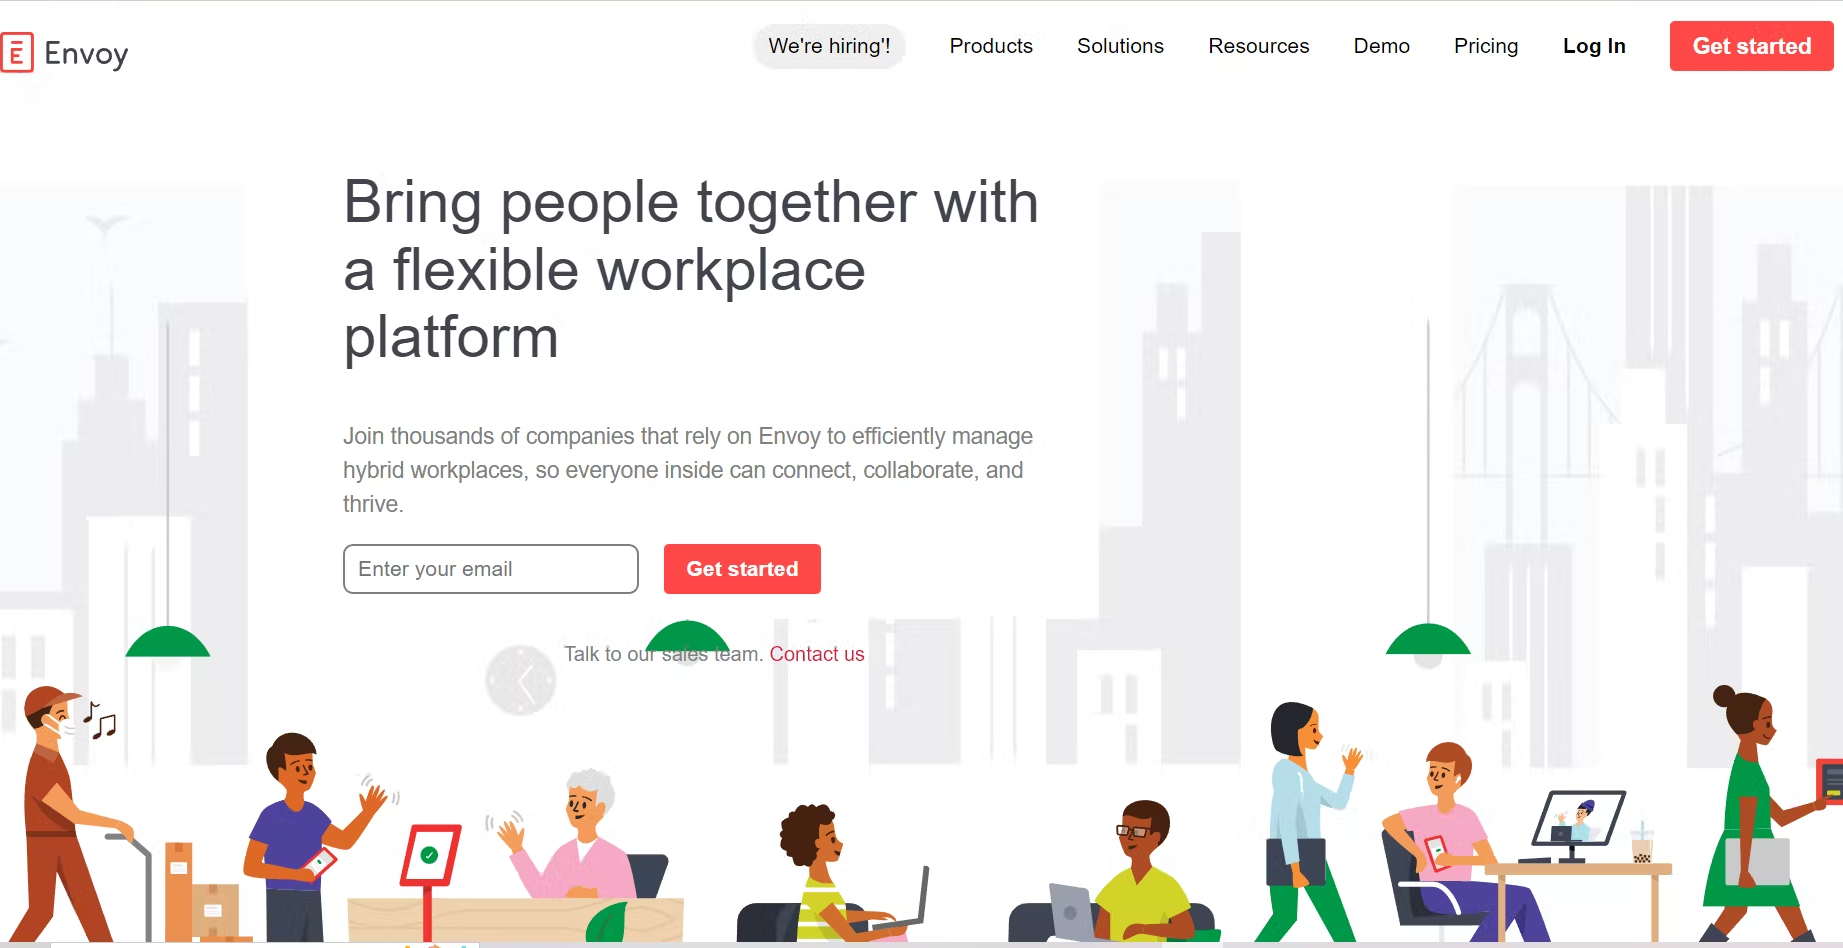 Envoy
We're hiring'!
Products
Solutions
Resources
Demo
Pricing
Log In
Get started
Bring people together with
a flexible workplace
platform
Join thousands of companies that rely on Envoy to efficiently manage
hybrid workplaces, so everyone inside can connect, collaborate, and
thrive.
Enter your email
Get started
Talk to our sales team. Contact us